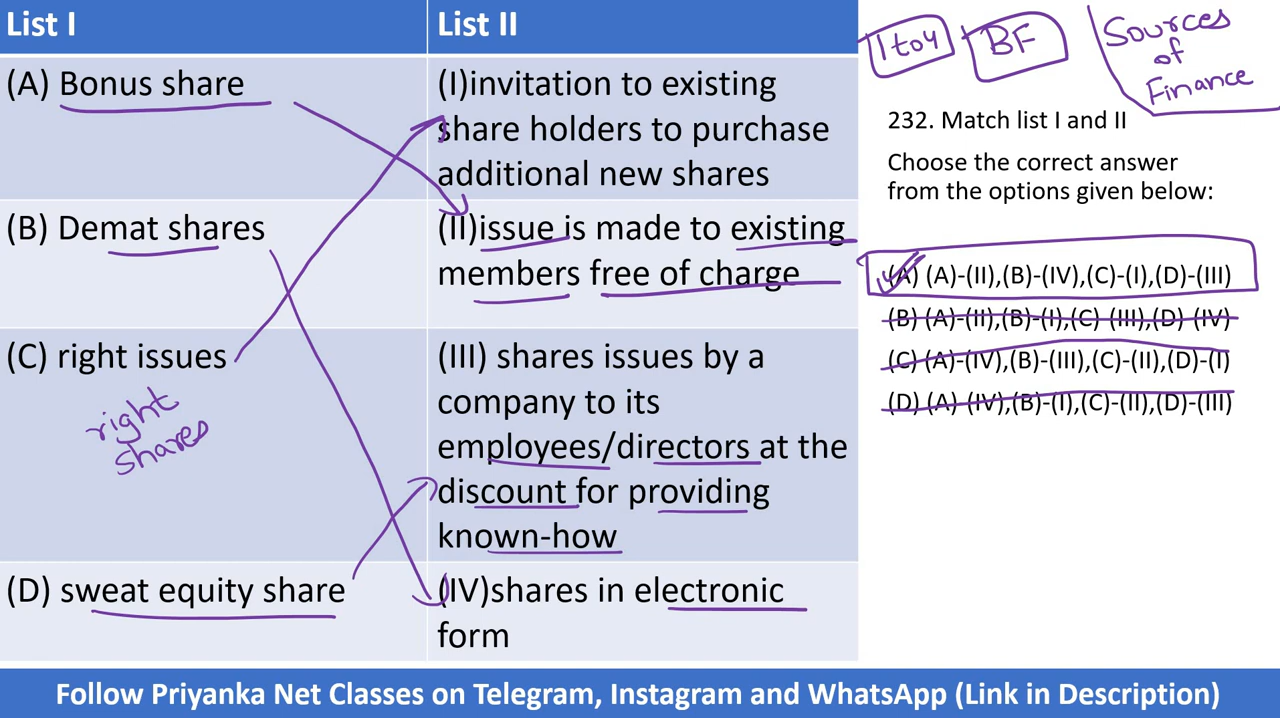 List I
List II
(A) Bonus share
(I)invitation to existing
share holders to purchase
additional new shares
(B) Demat shares
(II)issue is made to existing
members free of charge
(C) right issues
right
shares
(III) shares issues by a
company to its
employees/directors at the
discount for providing
known-how
(D) sweat equity share
(IV)shares in electronic
form
1 to 4
BF
Sources
of
Finance
232. Match list I and II
Choose the correct answer
from the options given below:
(A) (A)-(II),(B)-(IV),(C)-(I),(D)-(III)
(B) (A)-(II),(B)-(I),(C)-(III),(D)-(IV)
(C) (A)-(IV),(B)-(III),(C)-(II),(D)-(I)
(D) (A)-(IV),(B)-(I),(C)-(II),(D)-(III)
Follow Priyanka Net Classes on Telegram, Instagram and WhatsApp (Link in Description)